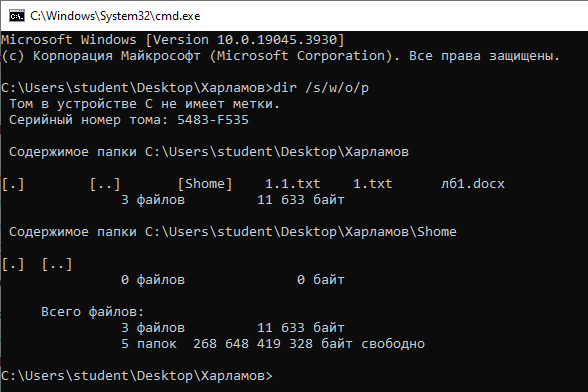 C:\Windows\System32\cmd.exe
Microsoft Windows [Version 10.0.19045.3930]
(c) Корпорация Майкрософт (Microsoft Corporation). Все права защищены.
C:\Users\student\Desktop\Харламов>dir /s/w/o/p
Том в устройстве C не имеет метки.
Серийный номер тома: 5483-F535
Содержимое папки C:\Users\student\Desktop\Харламов
[.] [..] [Shome] 1.1.txt 1.txt лб1.docx
3 файлов 11 633 байт
Содержимое папки C:\Users\student\Desktop\Харламов\Shome
[.] [..]
0 файлов 0 байт
Всего файлов:
3 файлов 11 633 байт
5 папок 268 648 419 328 байт свободно
C:\Users\student\Desktop\Харламов>